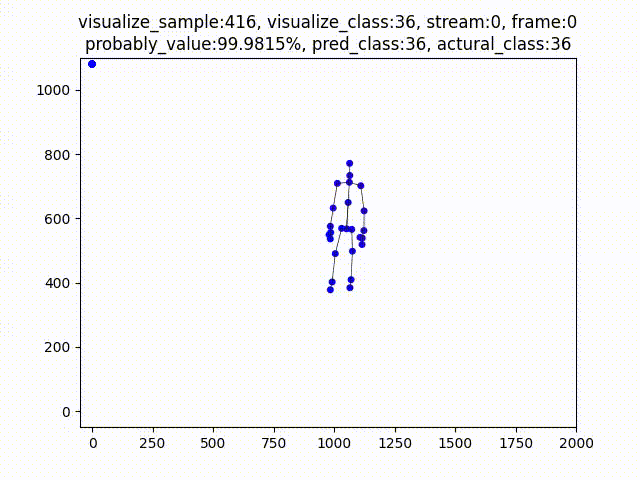 visualize_sample:416, visualize_class:36, stream:0, frame:0
probably_value:99.9815%, pred_class:36, actural_class:36
1000
800
600
400
200
0
0 250 500 750 1000 1250 1500 1750 2000